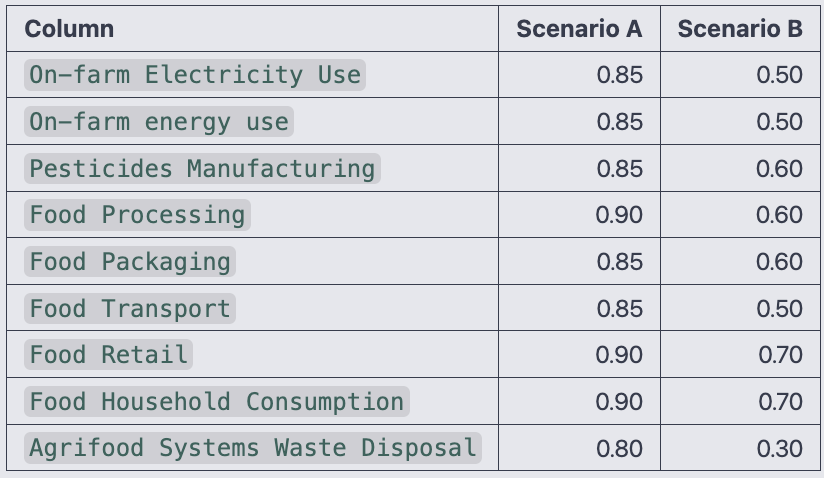 Column Scenario A Scenario B
On-farm Electricity Use 0.85 0.50
On-farm energy use 0.85 0.50
Pesticides Manufacturing 0.85 0.60
Food Processing 0.90 0.60
Food Packaging 0.85 0.60
Food Transport 0.85 0.50
Food Retail 0.90 0.70
Food Household Consumption 0.90 0.70
Agrifood Systems Waste Disposal 0.80 0.30